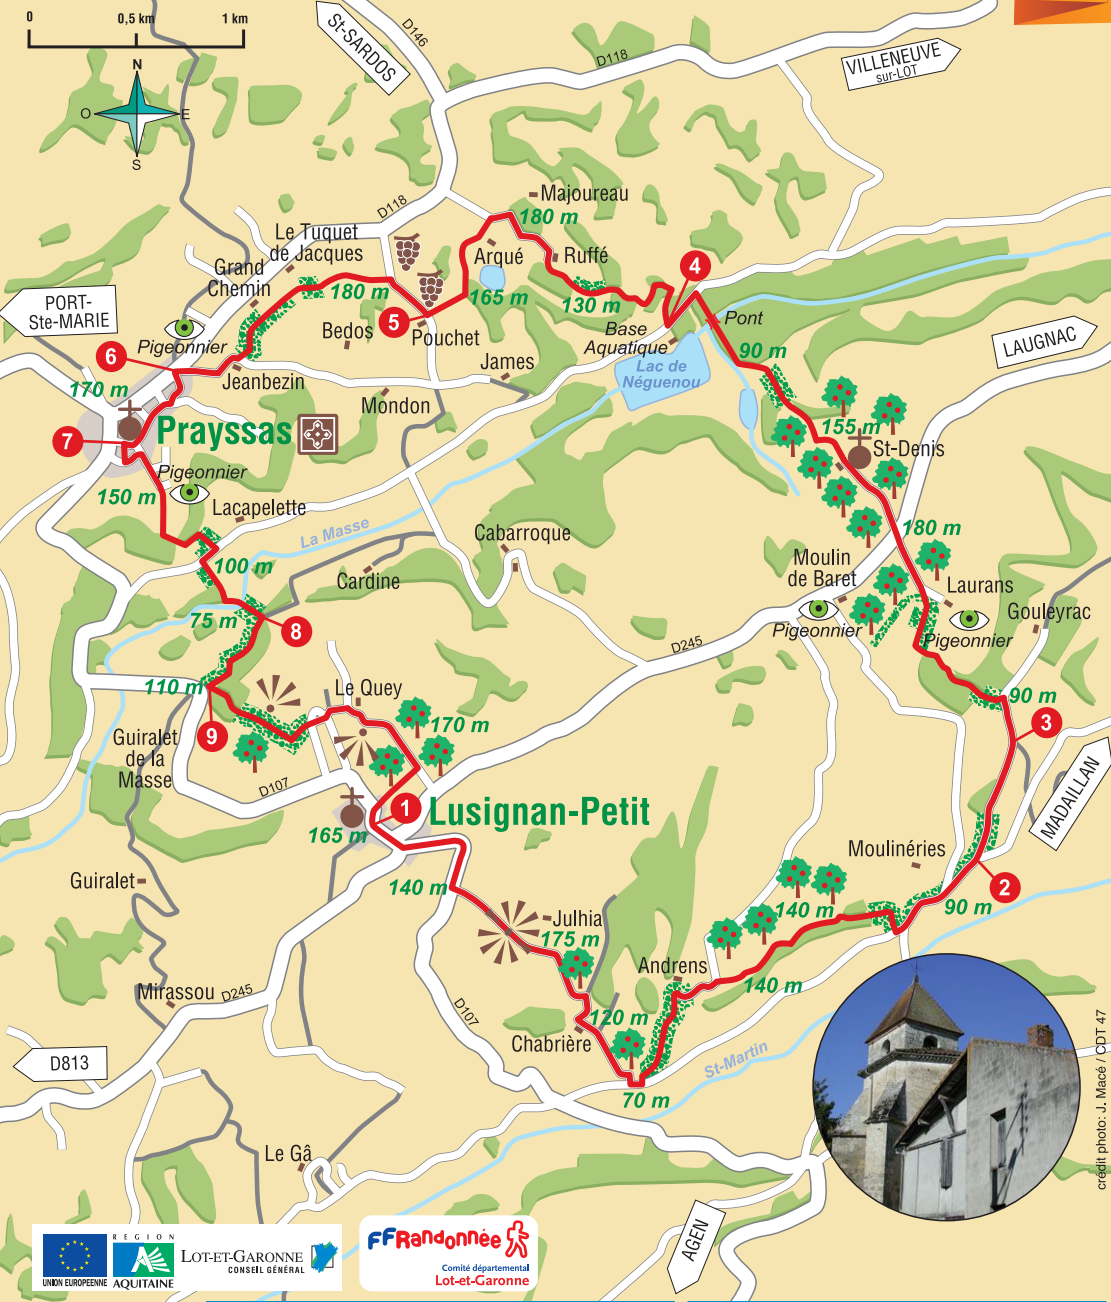 0
0,5 km
1 km
N
O
E
S
St-SARDOS
D146
D118
VILLENEUVE
sur-LOT
Majoureau
180 m
D118
Le Tuquet
de Jacques
Arqué
Ruffé
Grand
Chemin
4
PORT-
Ste-MARIE
180 m
165 m
130 m
Pont
5
Pouchet
Base
Aquatique
LAUGNAC
Bedos
Pigeonnier
6
90 m
James
Lac de
Néguenou
170 m
Jeanbezin
Mondon
155 m
Prayssas
7
St-Denis
Pigeonnier
150 m
Lacapelette
La Masse
Cabarroque
180 m
100 m
Cardine
Moulin
de Baret
Laurans
75 m
8
Pigeonnier
Gouleyrac
Pigeonnier
D245
110 m
Le Quey
90 m
9
170 m
3
Guiralet
de la
Masse
D107
MADAILLAN
1
Lusignan-Petit
165 m
Moulinéries
Guiralet
140 m
2
90 m
Julhia
140 m
175 m
Andrens
140 m
Mirassou
D245
D107
120 m
Chabrière
St-Martin
D813
70 m
Le Gâ
AGEN
crédit photo: J. Macé / CDT 47
UNION EUROPEENNE
REGION
AQUITAINE
LOT-ET-GARONNE
CONSEIL GÉNÉRAL
FFRandonnée
Comité départemental
Lot-et-Garonne